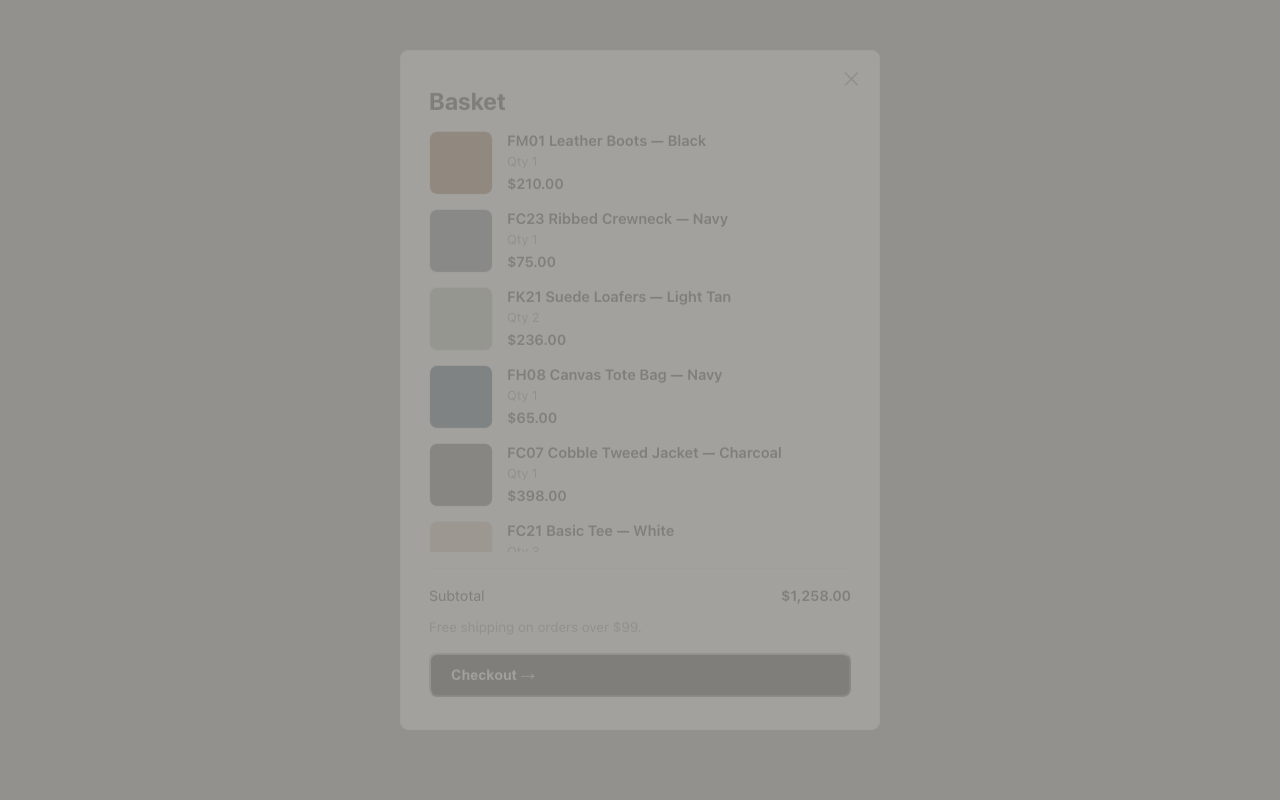 Basket
FM01 Leather Boots — Black
Qty 1
$210.00
FC23 Ribbed Crewneck — Navy
Qty 1
$75.00
FK21 Suede Loafers — Light Tan
Qty 2
$236.00
FH08 Canvas Tote Bag — Navy
Qty 1
$65.00
FC07 Cobble Tweed Jacket — Charcoal
Qty 1
$398.00
FC21 Basic Tee — White
Qty
Subtotal $1,258.00
Free shipping on orders over $99.
Checkout →